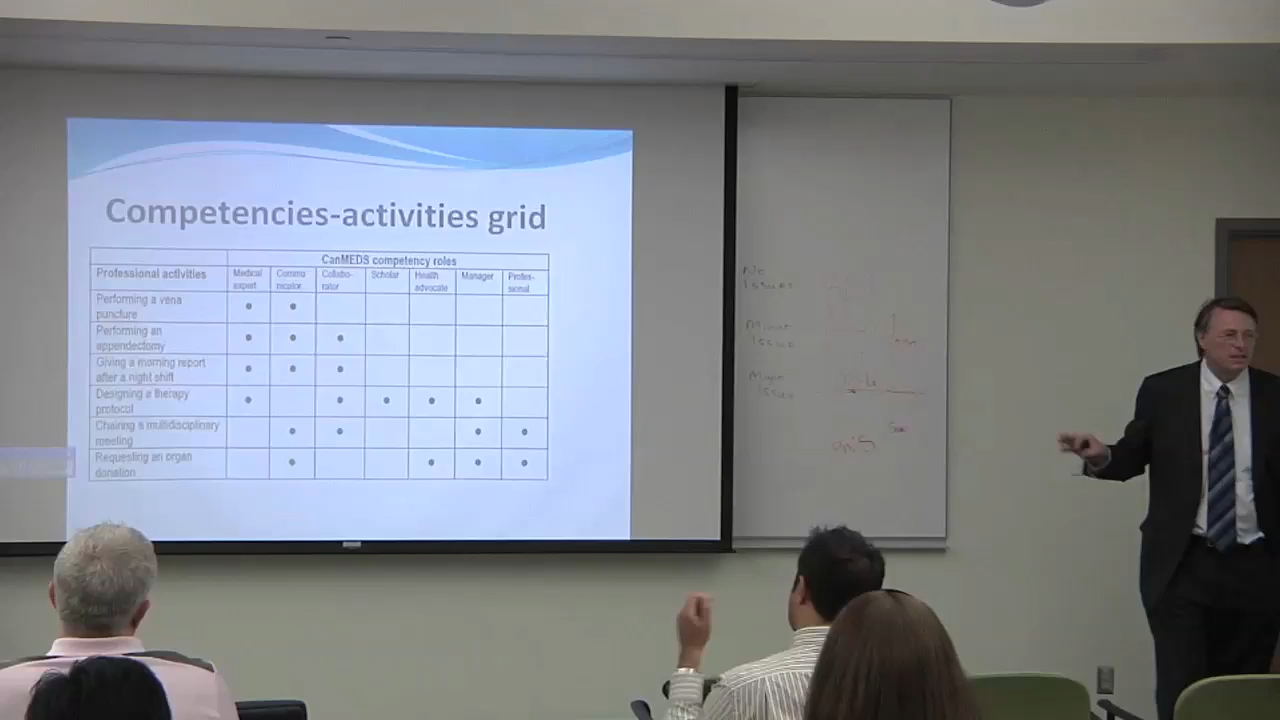 Competencies-activities grid
CanMEDS competency roles
Professional activities
Medical expert
Commu nicator
Collabo- rator
Scholar
Health advocate
Manager
Profes- sional
Performing a vena
puncture
Performing an
appendectomy
Giving a morning report
after a night shift
Designing a therapy
protocol
Chairing a multidisciplinary
meeting
Requesting an organ
donation
No
Issues
Minor
Issue
Major
Issue